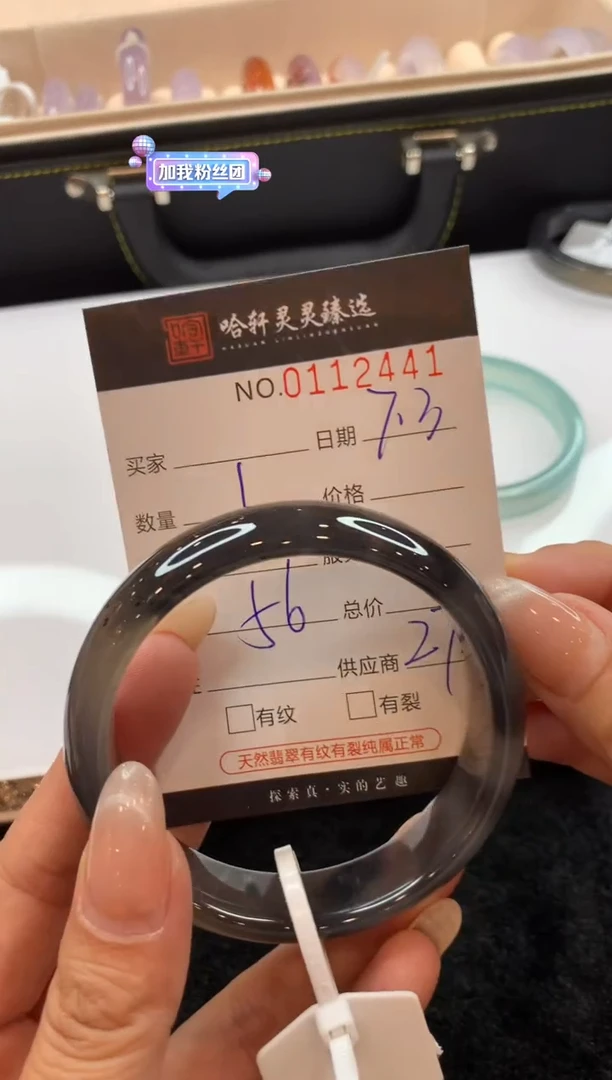 加我粉丝团
哈轩灵灵臻选
NO.0112441
买家 日期 7.3
数量 1 价格
56 总价
供应商
有纹 有裂
天然翡翠有纹有裂纯属正常
探索真·实的艺趣